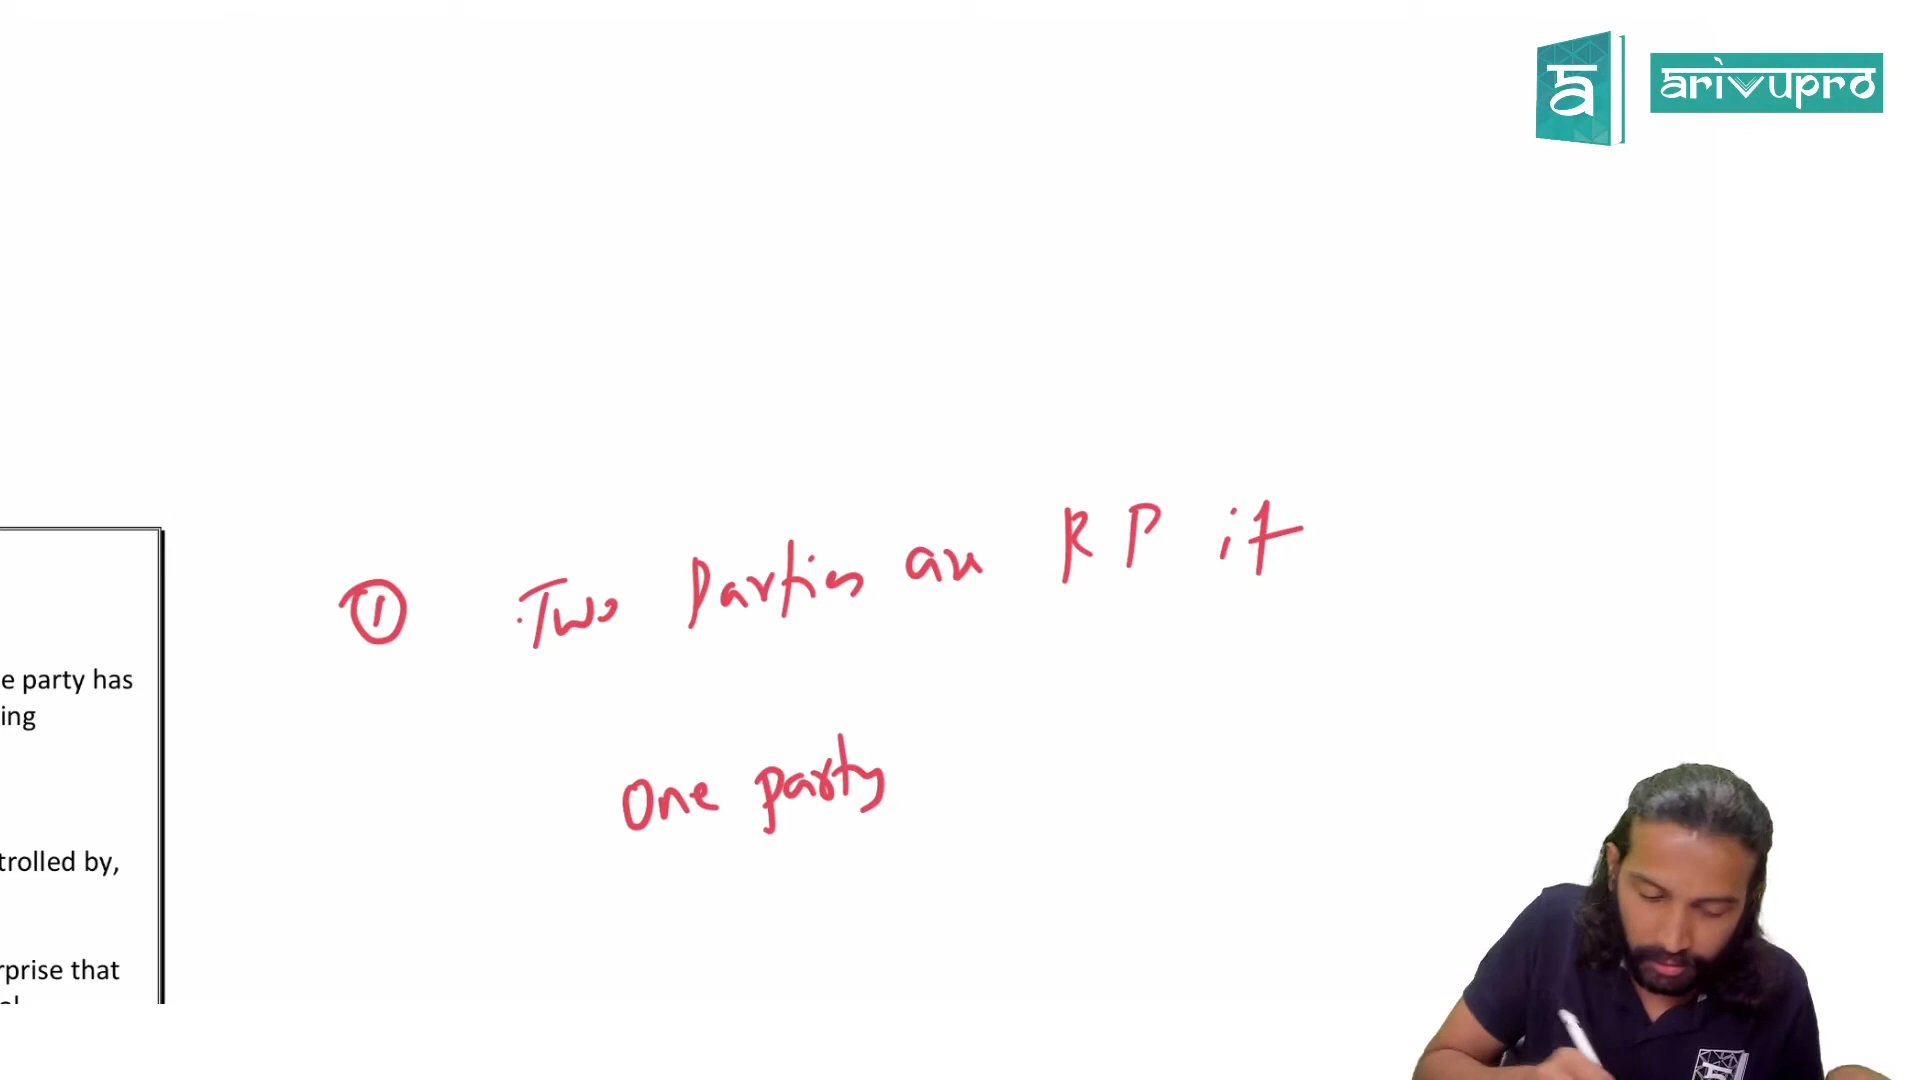 arivupro
① Two Parties are RP if
e party has
ing
One party
trolled by,
rprise that